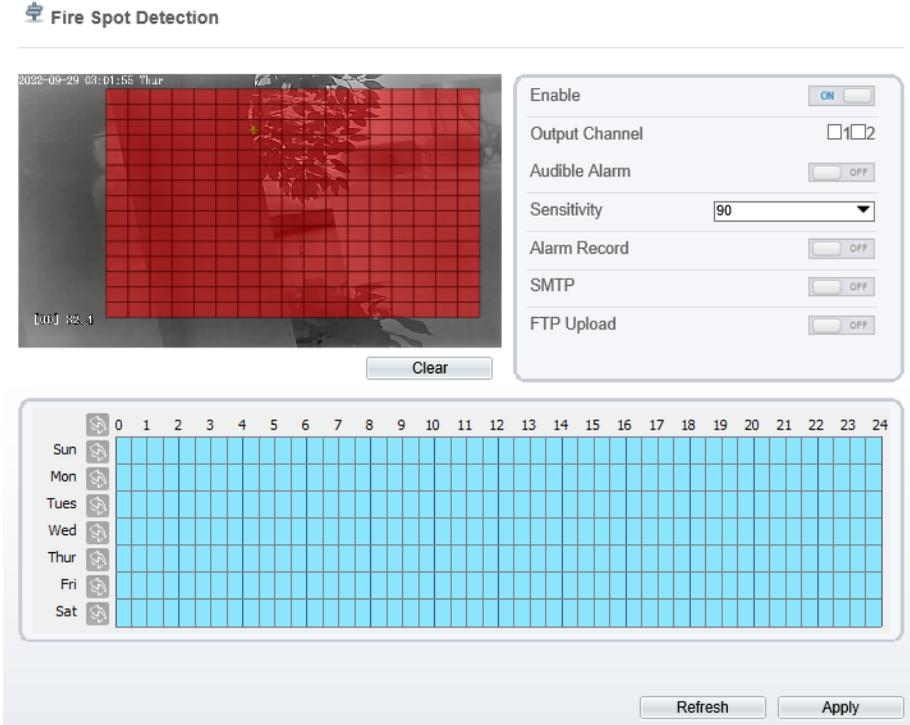 Fire Spot Detection
2022-09-29 03:01:55 Thur
82.4
Clear
Enable ON
Output Channel 1 2
Audible Alarm OFF
Sensitivity 90
Alarm Record OFF
SMTP OFF
FTP Upload OFF
0 1 2 3 4 5 6 7 8 9 10 11 12 13 14 15 16 17 18 19 20 21 22 23 24
Sun
Mon
Tues
Wed
Thur
Fri
Sat
Refresh Apply